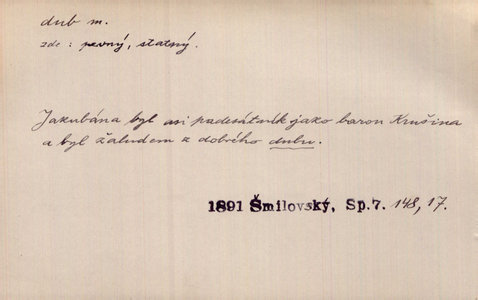 dub m.
zde : pevný, statný.
Jakubána byl asi padesátník jako baron Krušina
a byl žaludem z dobrého dubu.
1891 Šmilovský, Sp.7. 148, 17.